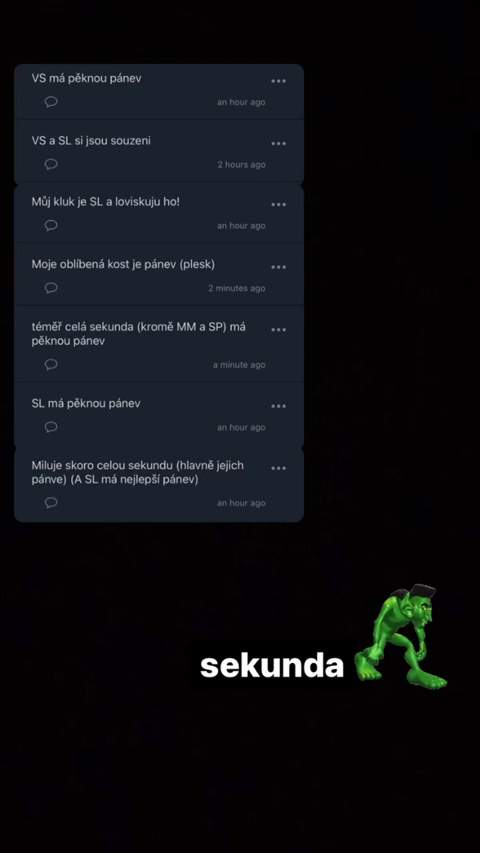 VS má pěknou pánev
an hour ago
VS a SL si jsou souzeni
2 hours ago
Můj kluk je SL a loviskuju ho!
an hour ago
Moje oblíbená kost je pánev (plesk)
2 minutes ago
téměř celá sekunda (kromě MM a SP) má
pěknou pánev
a minute ago
SL má pěknou pánev
an hour ago
Miluje skoro celou sekundu (hlavně jejich
pánve) (A SL má nejlepší pánev)
an hour ago
sekunda